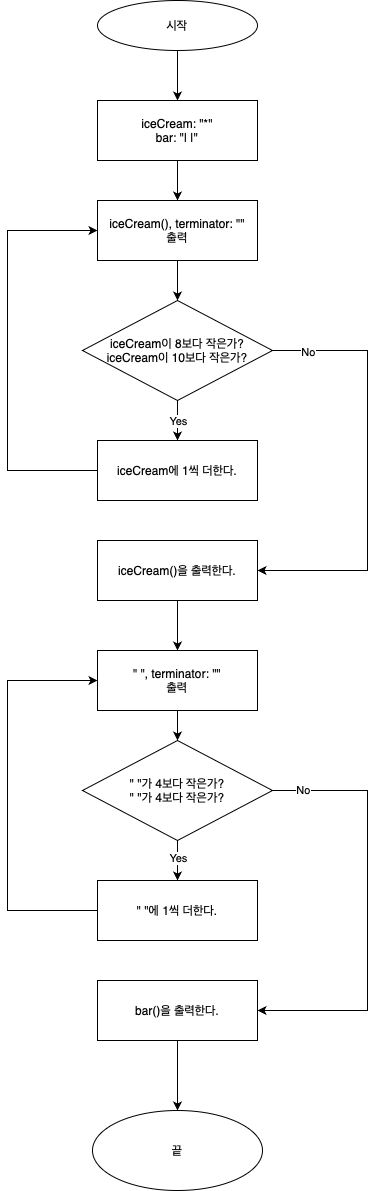 시작
iceCream: "*"
bar: "| |"
iceCream(), terminator: ""
출력
iceCream이 8보다 작은가?
iceCream이 10보다 작은가?
No
Yes
iceCream에 1씩 더한다.
iceCream()을 출력한다.
" ", terminator: ""
출력
" "가 4보다 작은가?
" "가 4보다 작은가?
No
Yes
" "에 1씩 더한다.
bar()을 출력한다.
끝